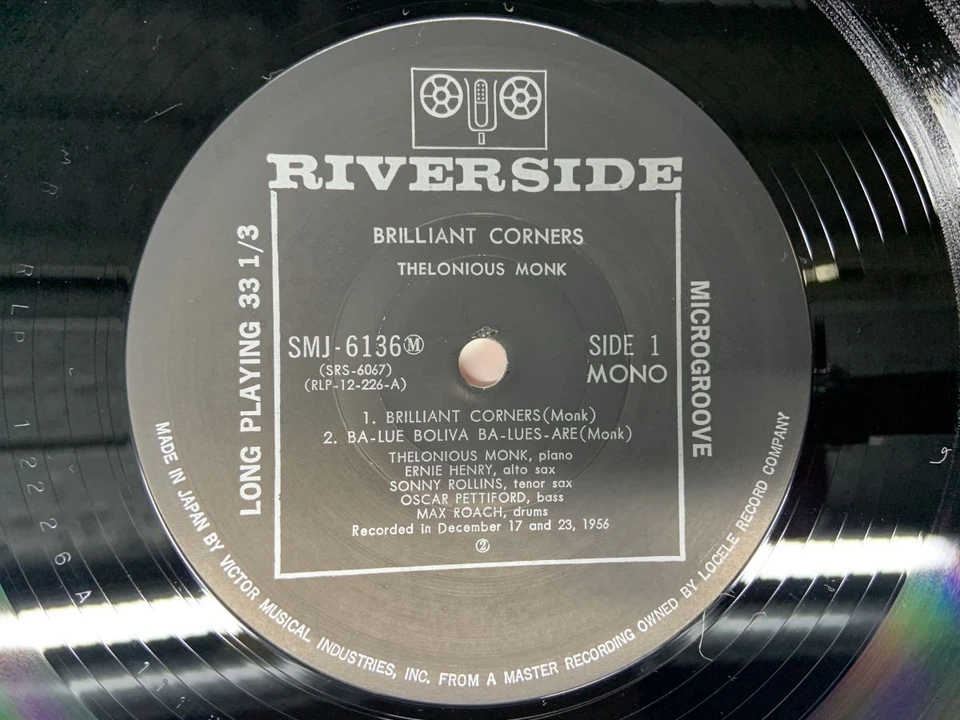 RIVERSIDE
BRILLIANT CORNERS
THELONIOUS MONK
LONG PLAYING 33 1/3
MICROGROOVE
SMJ-6136Ⓜ
(SRS-6067)
(RLP-12-226-A)
SIDE 1
MONO
1. BRILLIANT CORNERS(Monk)
2. BA-LUE BOLIVA BA-LUES-ARE(Monk)
THELONIOUS MONK, piano
ERNIE HENRY, alto sax
SONNY ROLLINS, tenor sax
OSCAR PETTIFORD, bass
MAX ROACH, drums
Recorded in December 17 and 23, 1956
②
MADE IN JAPAN BY VICTOR MUSICAL INDUSTRIES, INC. FROM A MASTER RECORDING OWNED BY LOCELE RECORD COMPANY
RLP 12226 A